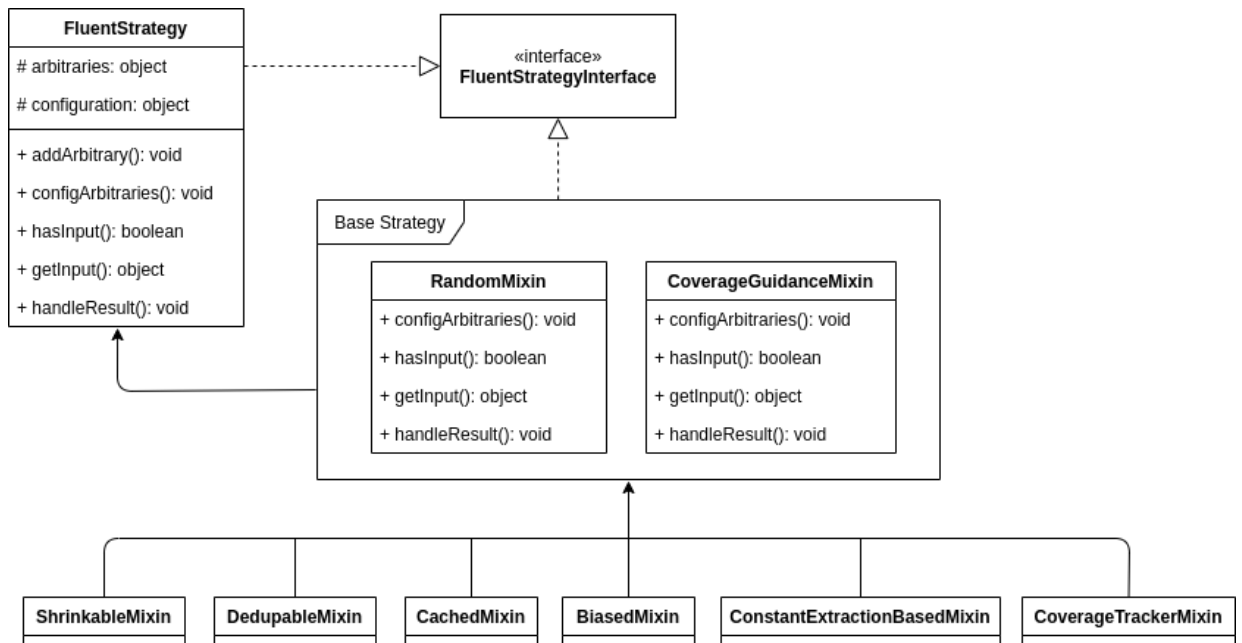 FluentStrategy
# arbitraries: object
# configuration: object
+ addArbitrary(): void
+ configArbitraries(): void
+ hasInput(): boolean
+ getInput(): object
+ handleResult(): void
«interface»
FluentStrategyInterface
Base Strategy
RandomMixin
+ configArbitraries(): void
+ hasInput(): boolean
+ getInput(): object
+ handleResult(): void
CoverageGuidanceMixin
+ configArbitraries(): void
+ hasInput(): boolean
+ getInput(): object
+ handleResult(): void
ShrinkableMixin
DedupableMixin
CachedMixin
BiasedMixin
ConstantExtractionBasedMixin
CoverageTrackerMixin